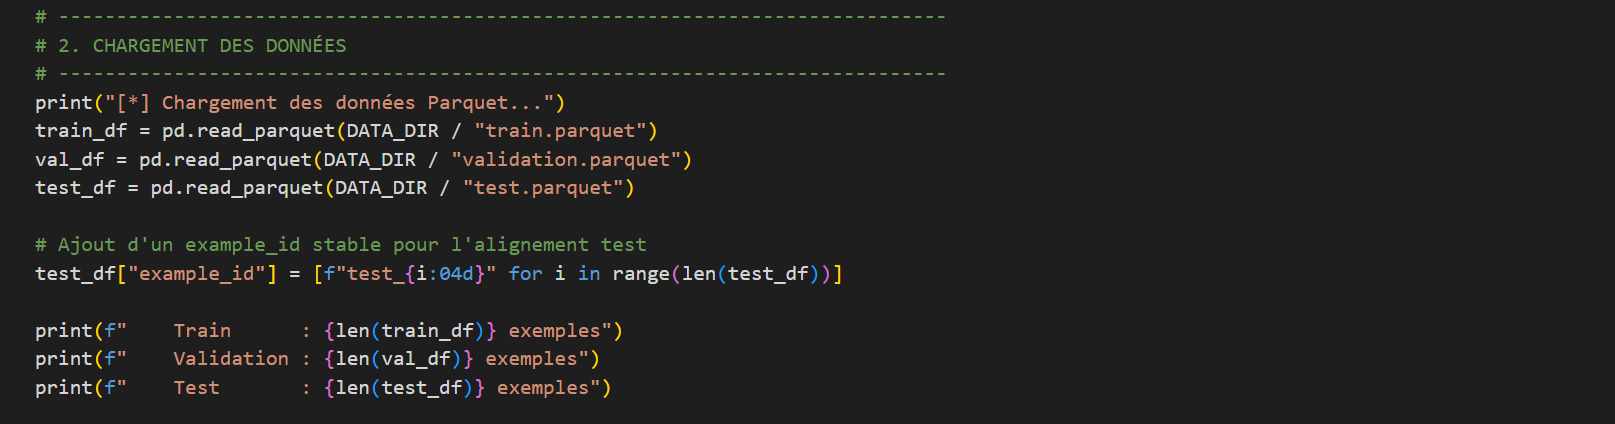 # -----------------------------------------------------------------------------
# 2. CHARGEMENT DES DONNÉES
# -----------------------------------------------------------------------------
print("[*] Chargement des données Parquet...")
train_df = pd.read_parquet(DATA_DIR / "train.parquet")
val_df = pd.read_parquet(DATA_DIR / "validation.parquet")
test_df = pd.read_parquet(DATA_DIR / "test.parquet")

# Ajout d'un example_id stable pour l'alignement test
test_df["example_id"] = [f"test_{i:04d}" for i in range(len(test_df))]

print(f"    Train      : {len(train_df)} exemples")
print(f"    Validation : {len(val_df)} exemples")
print(f"    Test       : {len(test_df)} exemples")